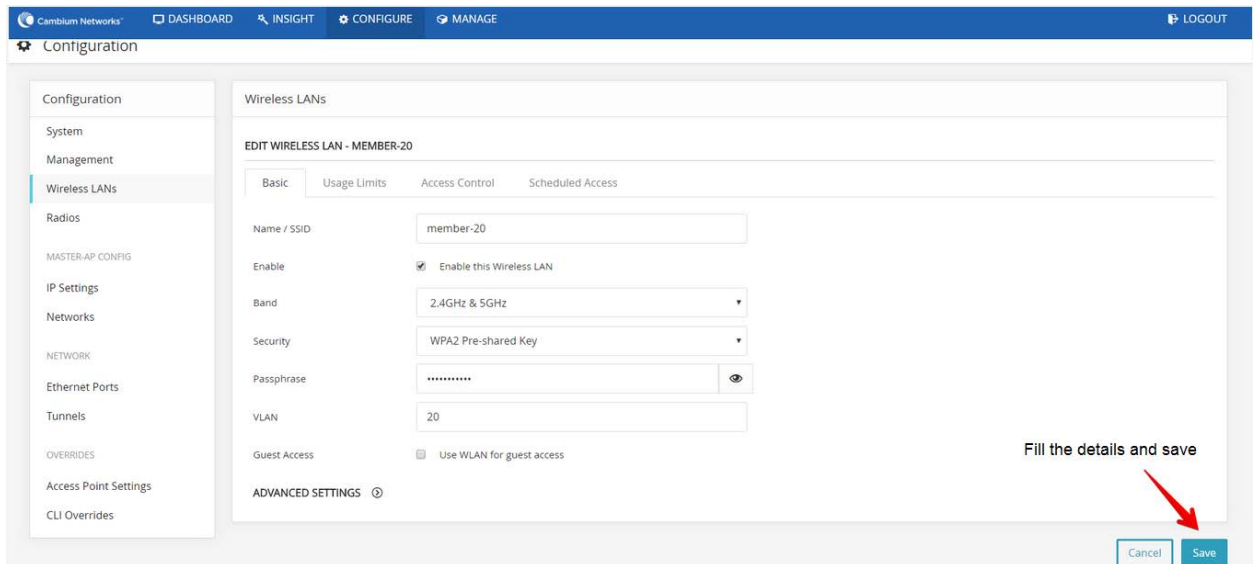 Cambium Networks™ DASHBOARD INSIGHT CONFIGURE MANAGE LOGOUT
Configuration
Configuration
System
Management
Wireless LANs
Radios
MASTER-AP CONFIG
IP Settings
Networks
NETWORK
Ethernet Ports
Tunnels
OVERRIDES
Access Point Settings
CLI Overrides
Wireless LANs
EDIT WIRELESS LAN - MEMBER-20
Basic Usage Limits Access Control Scheduled Access
Name / SSID member-20
Enable Enable this Wireless LAN
Band 2.4GHz & 5GHz
Security WPA2 Pre-shared Key
Passphrase •••••••••••
VLAN 20
Guest Access Use WLAN for guest access
ADVANCED SETTINGS
Fill the details and save
Cancel Save